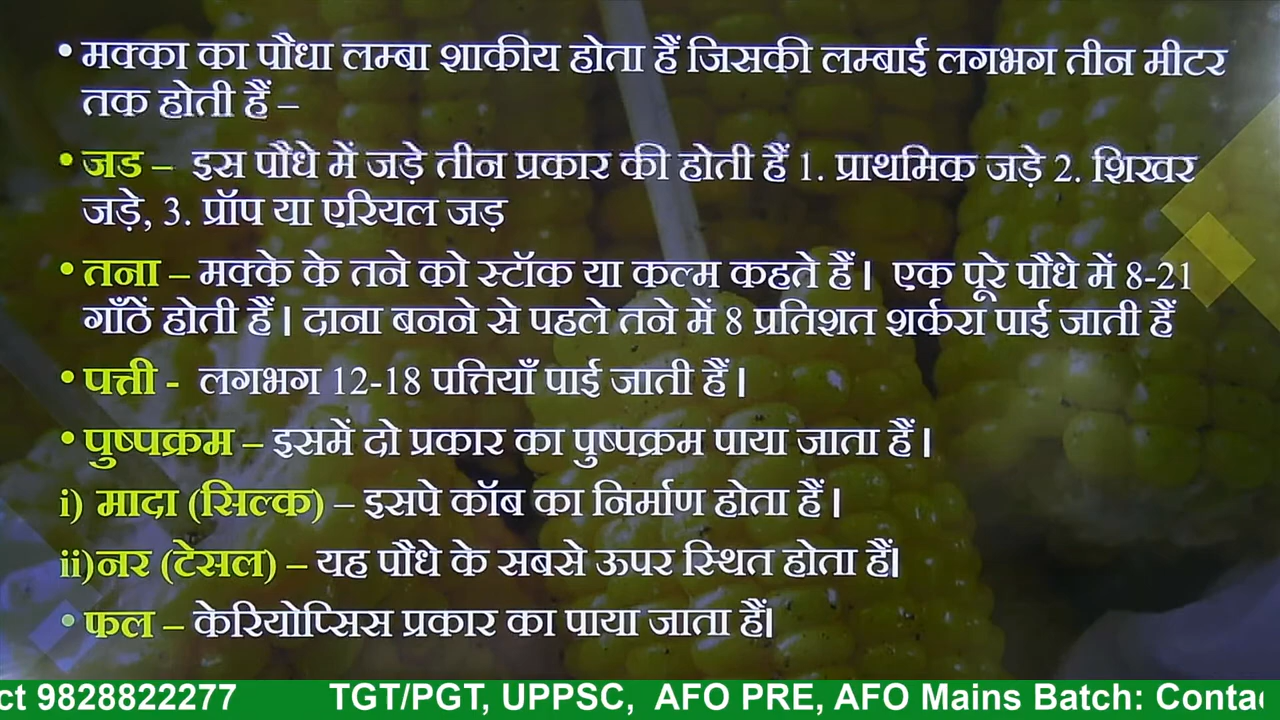 • मक्का का पौधा लम्बा शाकीय होता हैं जिसकी लम्बाई लगभग तीन मीटर
तक होती हैं –
• जड – इस पौधे में जड़े तीन प्रकार की होती हैं 1. प्राथमिक जड़े 2. शिखर
जड़े, 3. प्रॉप या एरियल जड़
• तना – मक्के के तने को स्टॉक या कल्म कहते हैं। एक पूरे पौधे में 8-21
गाँठें होती हैं। दाना बनने से पहले तने में 8 प्रतिशत शर्करा पाई जाती हैं
• पत्ती - लगभग 12-18 पत्तियाँ पाई जाती हैं।
• पुष्पक्रम – इसमें दो प्रकार का पुष्पक्रम पाया जाता हैं।
i) मादा (सिल्क) – इसपे कॉब का निर्माण होता हैं।
ii)नर (टेसल) – यह पौधे के सबसे ऊपर स्थित होता हैं।
• फल – केरियोप्सिस प्रकार का पाया जाता हैं।
ct 9828822277 TGT/PGT, UPPSC, AFO PRE, AFO Mains Batch: Conta